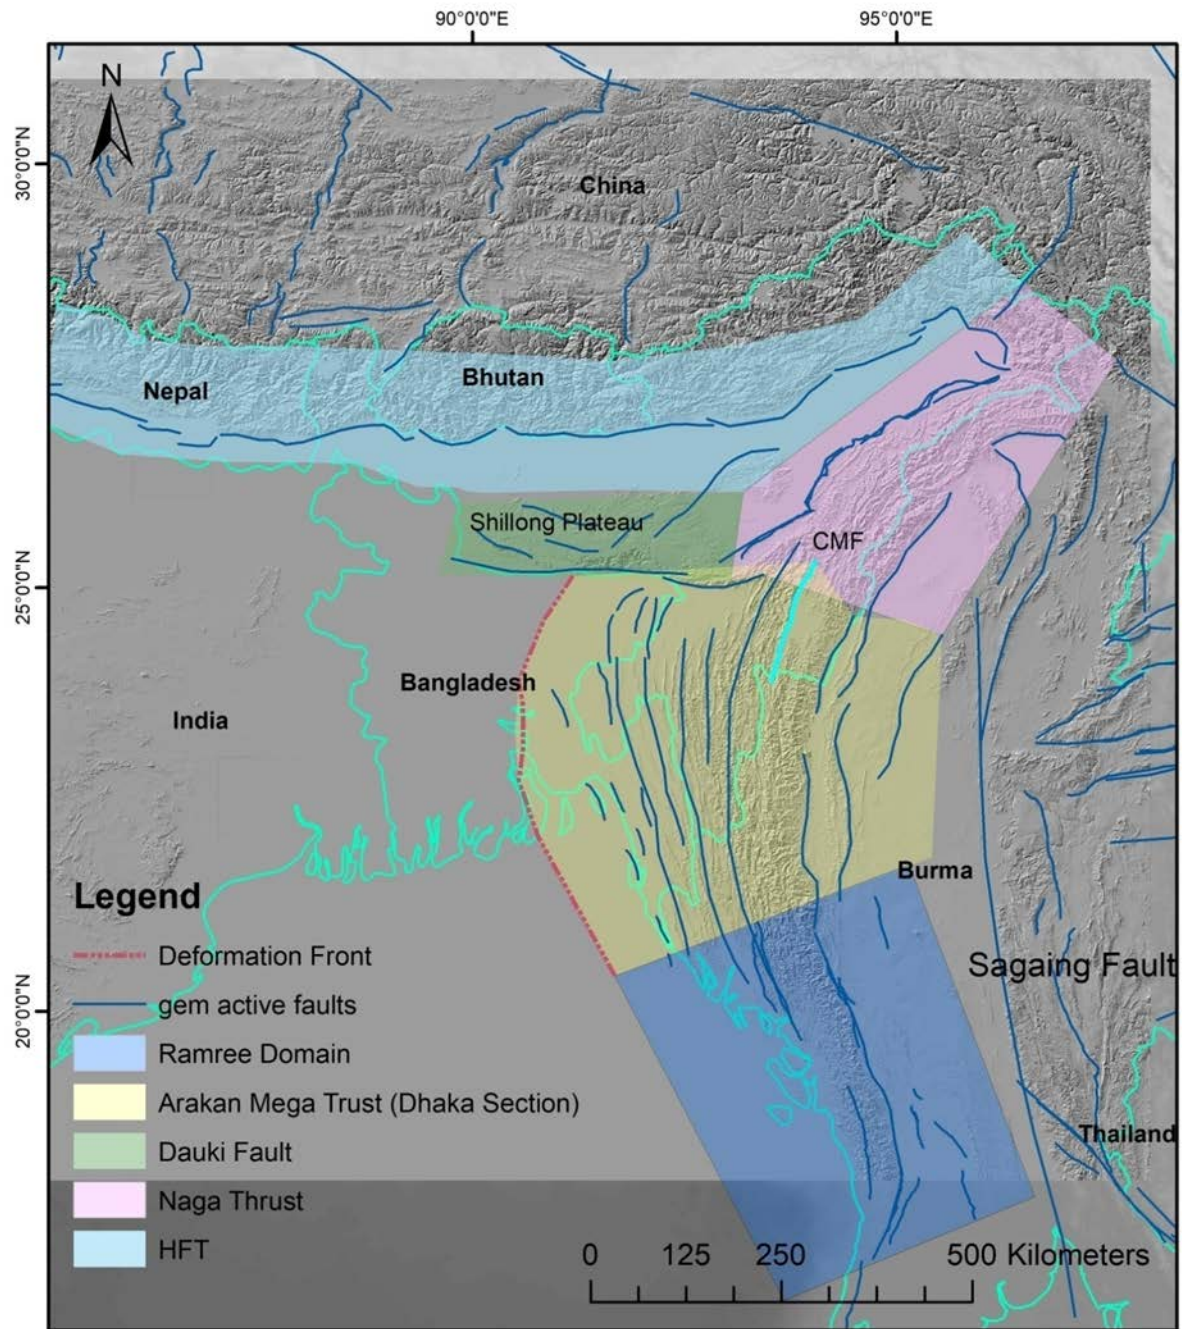 90°0'0"E 95°0'0"E
N
30°0'0"N
China
Nepal
Bhutan
Shillong Plateau
CMF
25°0'0"N
Bangladesh
India
Burma
Legend
Deformation Front
Sagaing Fault
gem active faults
20°0'0"N
Ramree Domain
Arakan Mega Trust (Dhaka Section)
Thailand
Dauki Fault
Naga Thrust
HFT
0 125 250 500 Kilometers